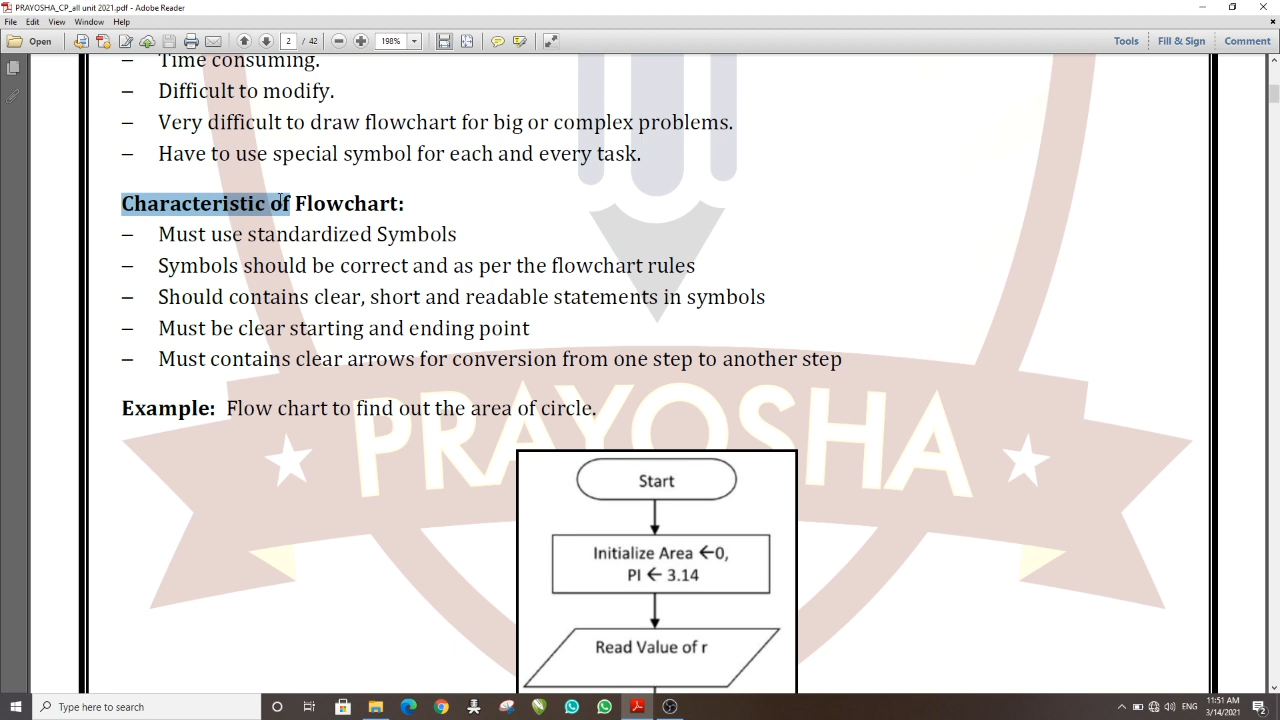 PRAYOSHA_CP_all unit 2021.pdf - Adobe Reader
File Edit View Window Help
Open 2 / 42 198% Tools Fill & Sign Comment
– Time consuming.
– Difficult to modify.
– Very difficult to draw flowchart for big or complex problems.
– Have to use special symbol for each and every task.
Characteristic of Flowchart:
– Must use standardized Symbols
– Symbols should be correct and as per the flowchart rules
– Should contains clear, short and readable statements in symbols
– Must be clear starting and ending point
– Must contains clear arrows for conversion from one step to another step
Example: Flow chart to find out the area of circle.
PRAYOSHA
Start
Initialize Area ←0,
PI ← 3.14
Read Value of r
Type here to search
ENG
11:51 AM
3/14/2021
2